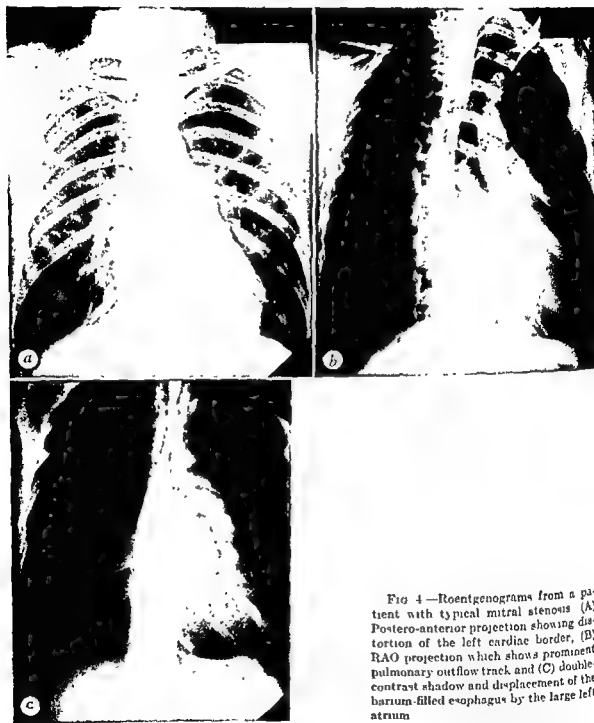 a
b
c
FIG 4—Roentgenograms from a pa-
tient with typical mitral stenosis (A)
Postero-anterior projection showing dis-
tortion of the left cardiac border, (B)
RAO projection which shows prominent
pulmonary outflow track and (C) double-
contrast shadow and displacement of the
barium-filled esophagus by the large left
atrium